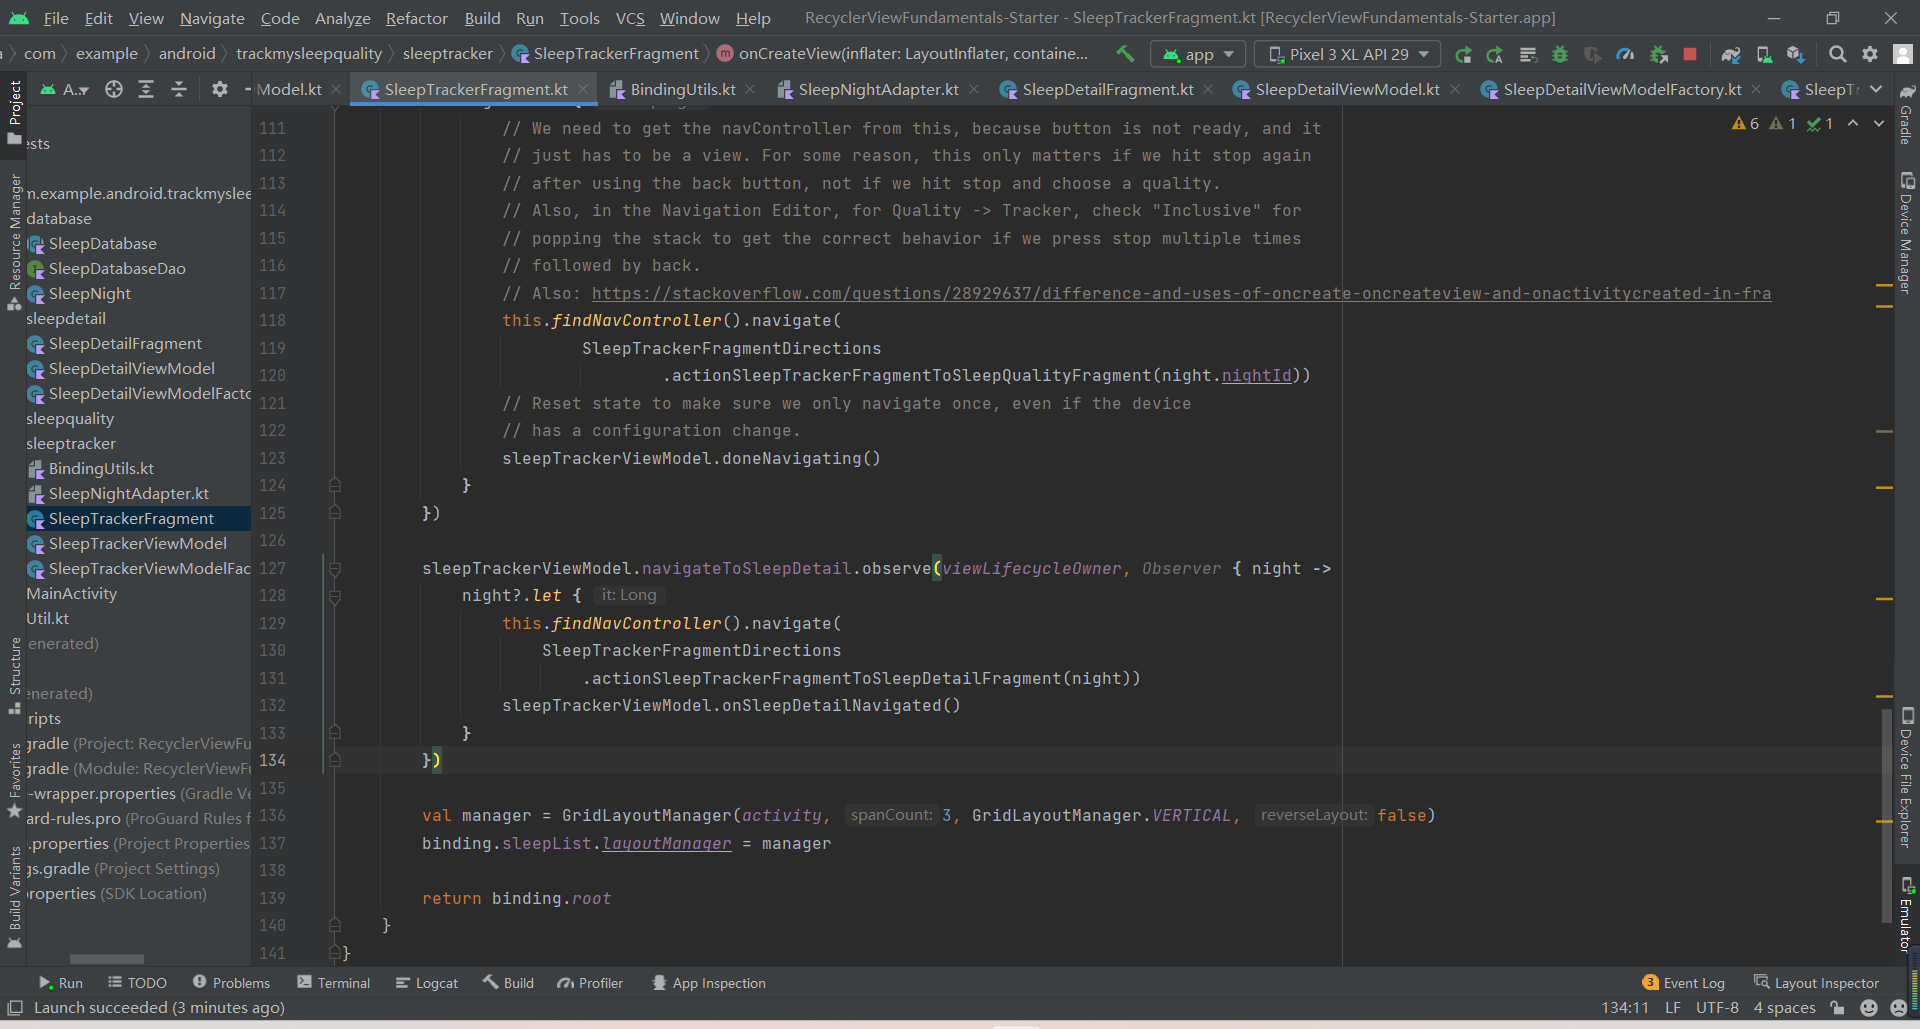 File Edit View Navigate Code Analyze Refactor Build Run Tools VCS Window Help RecyclerViewFundamentals-Starter - SleepTrackerFragment.kt [RecyclerViewFundamentals-Starter.app]
com example android trackmysleepquality sleeptracker SleepTrackerFragment onCreateView(inflater: LayoutInflater, containe... app Pixel 3 XL API 29
A... Model.kt SleepTrackerFragment.kt BindingUtils.kt SleepNightAdapter.kt SleepDetailFragment.kt SleepDetailViewModel.kt SleepDetailViewModelFactory.kt SleepT
6 1 1
Project
Resource Manager
Structure
Favorites
Build Variants
ests
m.example.android.trackmyslee
database
SleepDatabase
SleepDatabaseDao
SleepNight
sleepdetail
SleepDetailFragment
SleepDetailViewModel
SleepDetailViewModelFacto
sleepquality
sleeptracker
BindingUtils.kt
SleepNightAdapter.kt
SleepTrackerFragment
SleepTrackerViewModel
SleepTrackerViewModelFac
MainActivity
Util.kt
enerated)
enerated)
ripts
gradle (Project: RecyclerViewFu
gradle (Module: RecyclerViewF
-wrapper.properties (Gradle Ve
ard-rules.pro (ProGuard Rules f
.properties (Project Properties
gs.gradle (Project Settings)
properties (SDK Location)
111 // We need to get the navController from this, because button is not ready, and it
112 // just has to be a view. For some reason, this only matters if we hit stop again
113 // after using the back button, not if we hit stop and choose a quality.
114 // Also, in the Navigation Editor, for Quality -> Tracker, check "Inclusive" for
115 // popping the stack to get the correct behavior if we press stop multiple times
116 // followed by back.
117 // Also: https://stackoverflow.com/questions/28929637/difference-and-uses-of-oncreate-oncreateview-and-onactivitycreated-in-fra
118 this.findNavController().navigate(
119 SleepTrackerFragmentDirections
120 .actionSleepTrackerFragmentToSleepQualityFragment(night.nightId))
121 // Reset state to make sure we only navigate once, even if the device
122 // has a configuration change.
123 sleepTrackerViewModel.doneNavigating()
124 }
125 })
126
127 sleepTrackerViewModel.navigateToSleepDetail.observe(viewLifecycleOwner, Observer { night ->
128 night?.let { it: Long
129 this.findNavController().navigate(
130 SleepTrackerFragmentDirections
131 .actionSleepTrackerFragmentToSleepDetailFragment(night))
132 sleepTrackerViewModel.onSleepDetailNavigated()
133 }
134 })
135
136 val manager = GridLayoutManager(activity, spanCount: 3, GridLayoutManager.VERTICAL, reverseLayout: false)
137 binding.sleepList.layoutManager = manager
138
139 return binding.root
140 }
141 }
Gradle
Device Manager
Device File Explorer
Emulator
Run TODO Problems Terminal Logcat Build Profiler App Inspection 3 Event Log Layout Inspector
Launch succeeded (3 minutes ago) 134:11 LF UTF-8 4 spaces